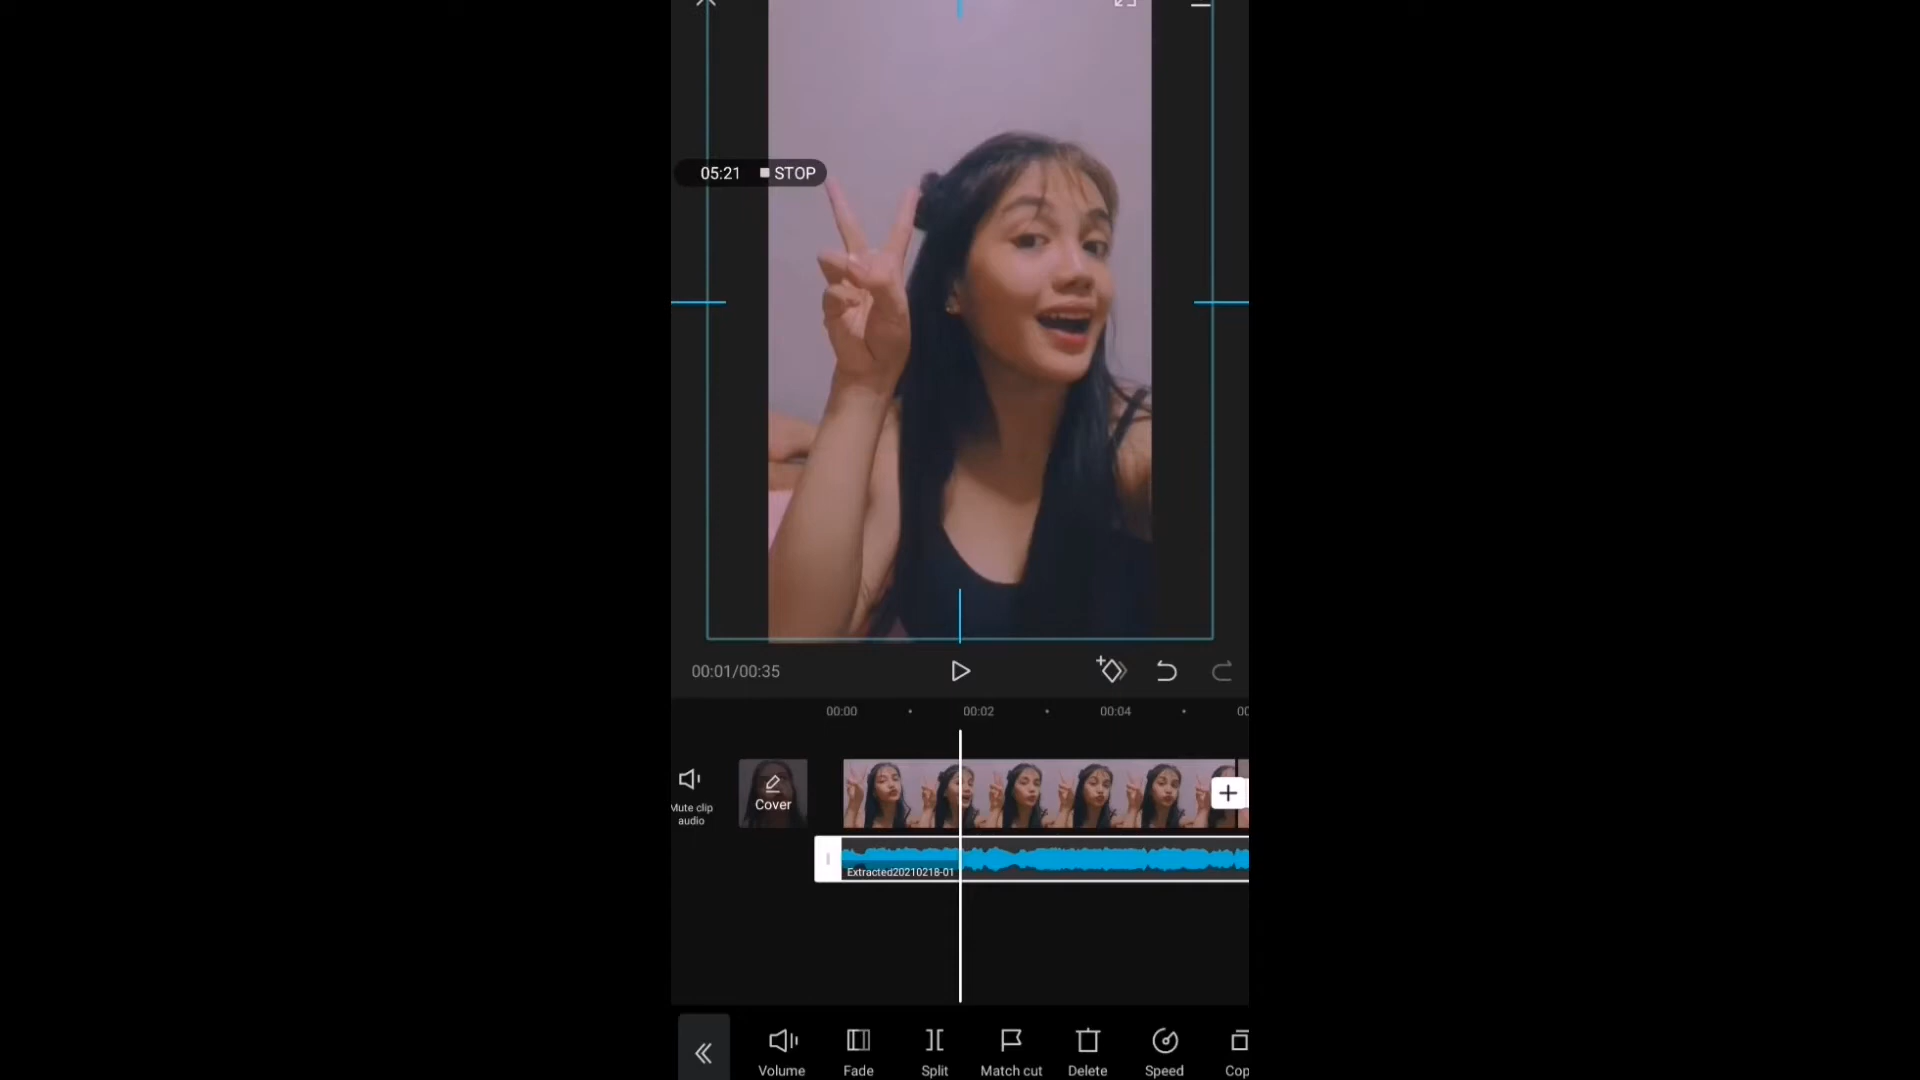 05:21 STOP
00:01/00:35
00:00 00:02 00:04 00
Mute clip
audio
Cover
Extracted20210218-01
Volume Fade Split Match cut Delete Speed Cop